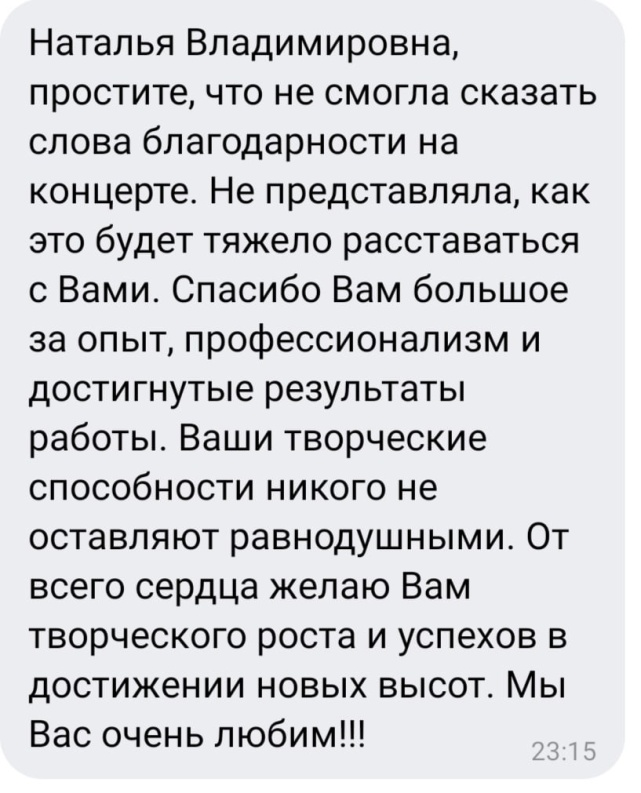 Наталья Владимировна,
простите, что не смогла сказать
слова благодарности на
концерте. Не представляла, как
это будет тяжело расставаться
с Вами. Спасибо Вам большое
за опыт, профессионализм и
достигнутые результаты
работы. Ваши творческие
способности никого не
оставляют равнодушными. От
всего сердца желаю Вам
творческого роста и успехов в
достижении новых высот. Мы
Вас очень любим!!!
23:15